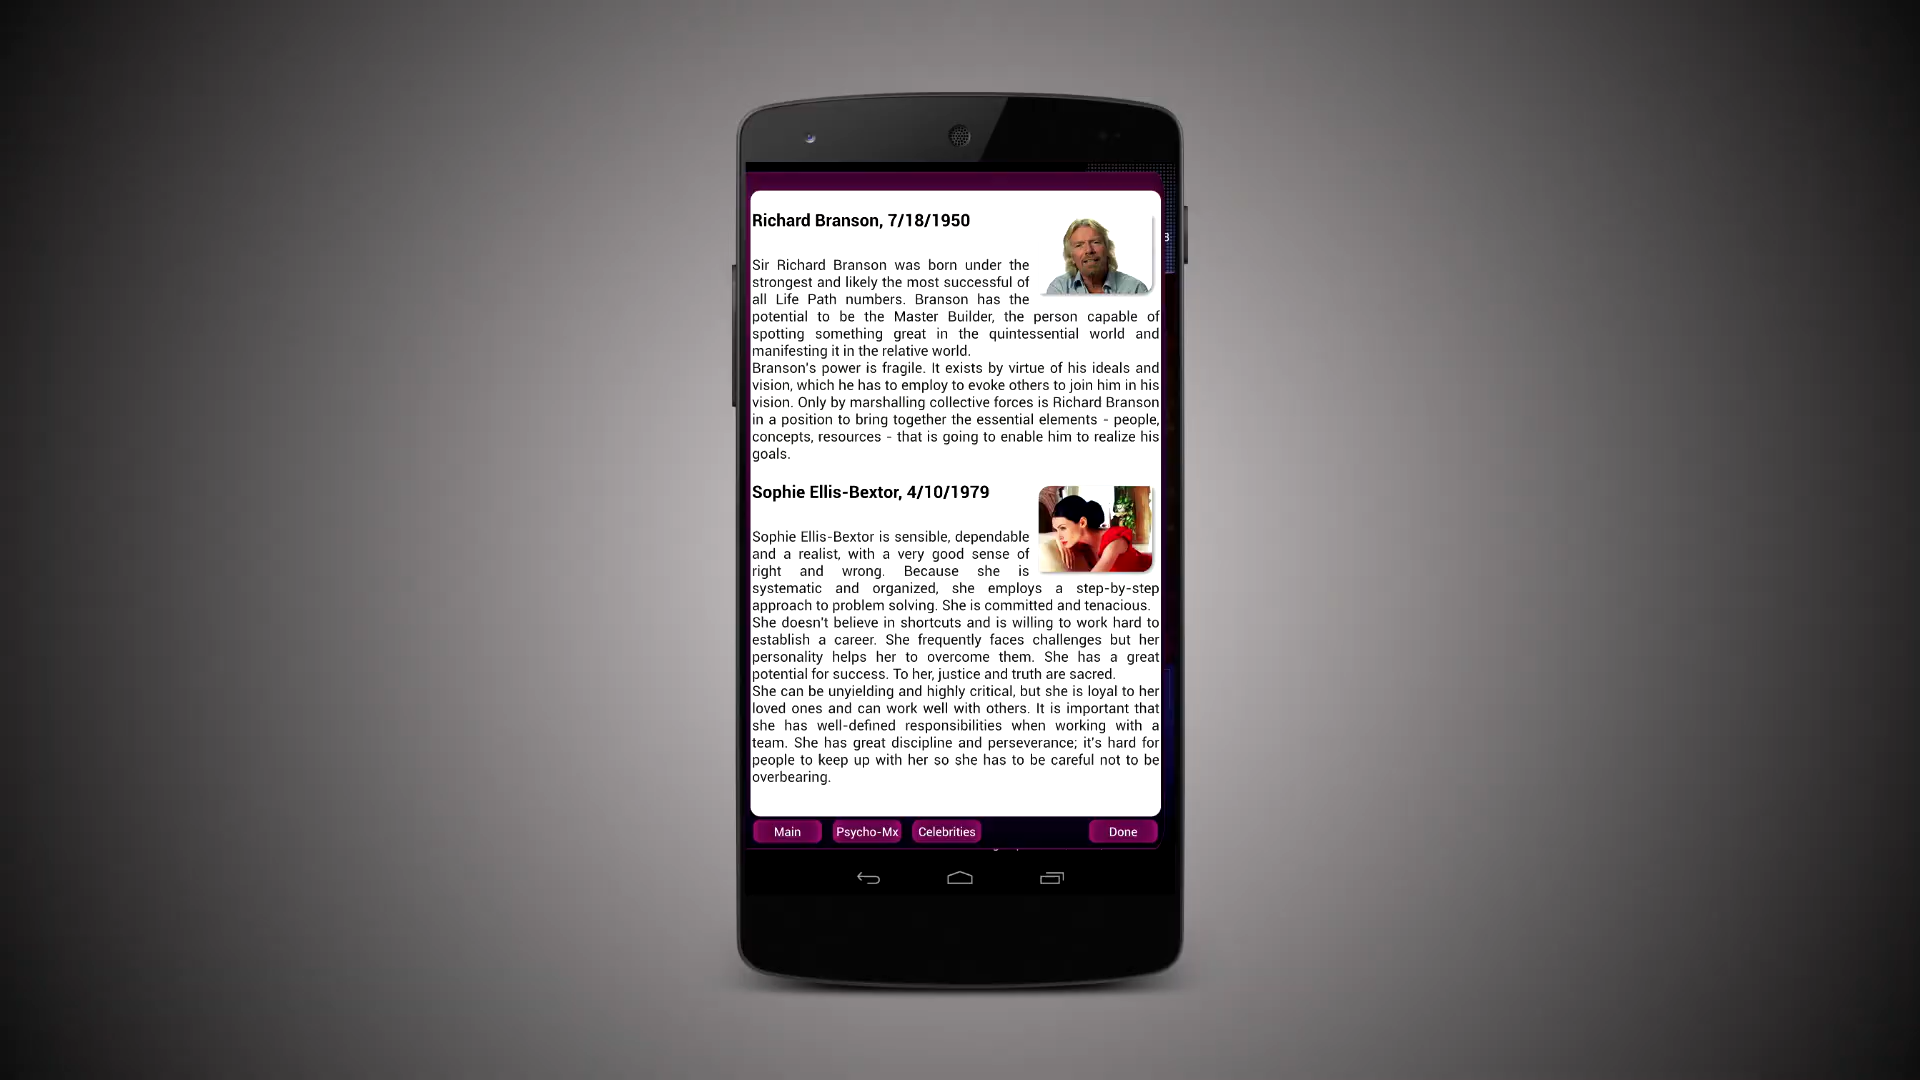 Richard Branson, 7/18/1950
Sir Richard Branson was born under the
strongest and likely the most successful of
all Life Path numbers. Branson has the
potential to be the Master Builder, the person capable of
spotting something great in the quintessential world and
manifesting it in the relative world.
Branson's power is fragile. It exists by virtue of his ideals and
vision, which he has to employ to evoke others to join him in his
vision. Only by marshalling collective forces is Richard Branson
in a position to bring together the essential elements - people,
concepts, resources - that is going to enable him to realize his
goals.
Sophie Ellis-Bextor, 4/10/1979
Sophie Ellis-Bextor is sensible, dependable
and a realist, with a very good sense of
right and wrong. Because she is
systematic and organized, she employs a step-by-step
approach to problem solving. She is committed and tenacious.
She doesn't believe in shortcuts and is willing to work hard to
establish a career. She frequently faces challenges but her
personality helps her to overcome them. She has a great
potential for success. To her, justice and truth are sacred.
She can be unyielding and highly critical, but she is loyal to her
loved ones and can work well with others. It is important that
she has well-defined responsibilities when working with a
team. She has great discipline and perseverance; it's hard for
people to keep up with her so she has to be careful not to be
overbearing.
Main Psycho-Mx Celebrities Done